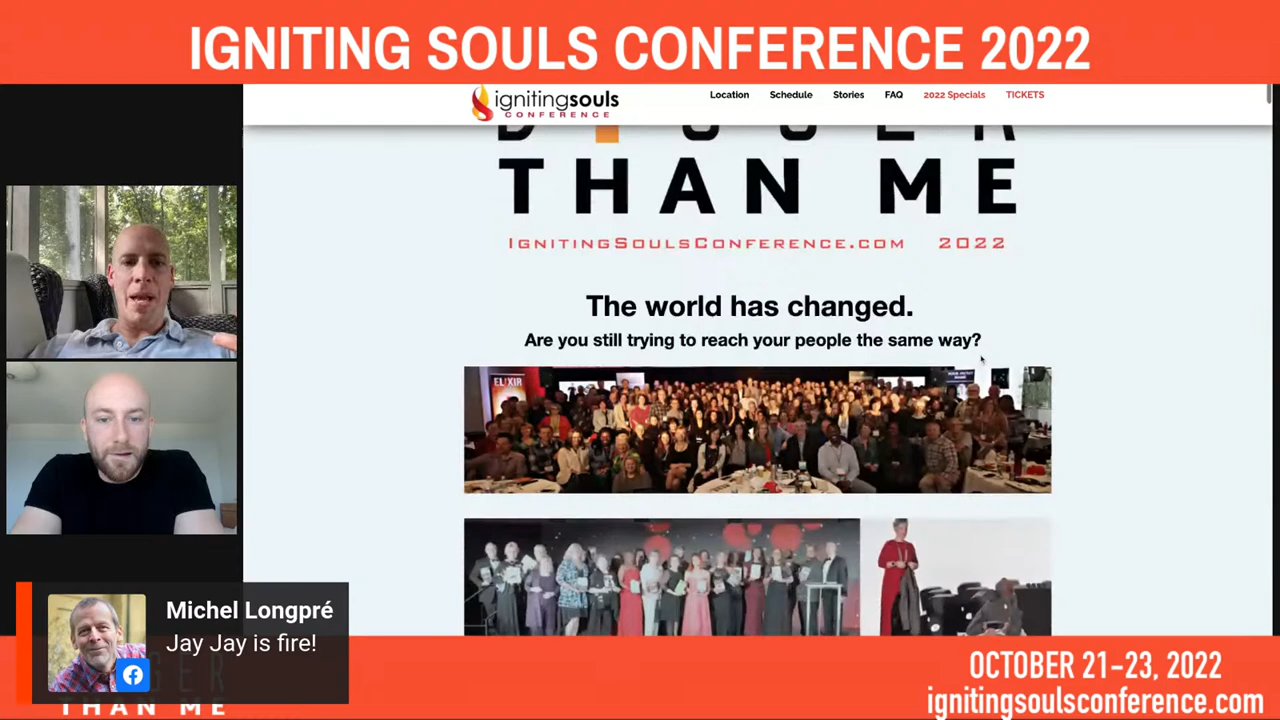 IGNITING SOULS CONFERENCE 2022
ignitingsouls
CONFERENCE
Location Schedule Stories FAQ 2022 Specials TICKETS
THAN ME
IGNITINGSOULSCONFERENCE.COM 2022
The world has changed.
Are you still trying to reach your people the same way?
ELIXIR
Michel Longpré
Jay Jay is fire!
GER
THAN ME
OCTOBER 21-23, 2022
ignitingsoulsconference.com